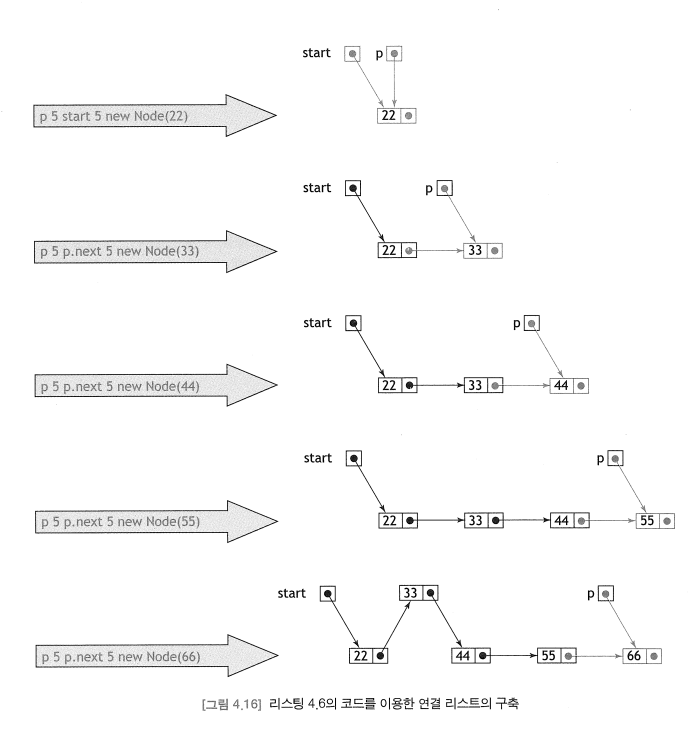 start p
22
p 5 start 5 new Node(22)
start p
22 33
p 5 p.next 5 new Node(33)
start p
22 33 44
p 5 p.next 5 new Node(44)
start p
22 33 44 55
p 5 p.next 5 new Node(55)
start 33 p
22 44 55 66
p 5 p.next 5 new Node(66)
[그림 4.16] 리스팅 4.6의 코드를 이용한 연결 리스트의 구축